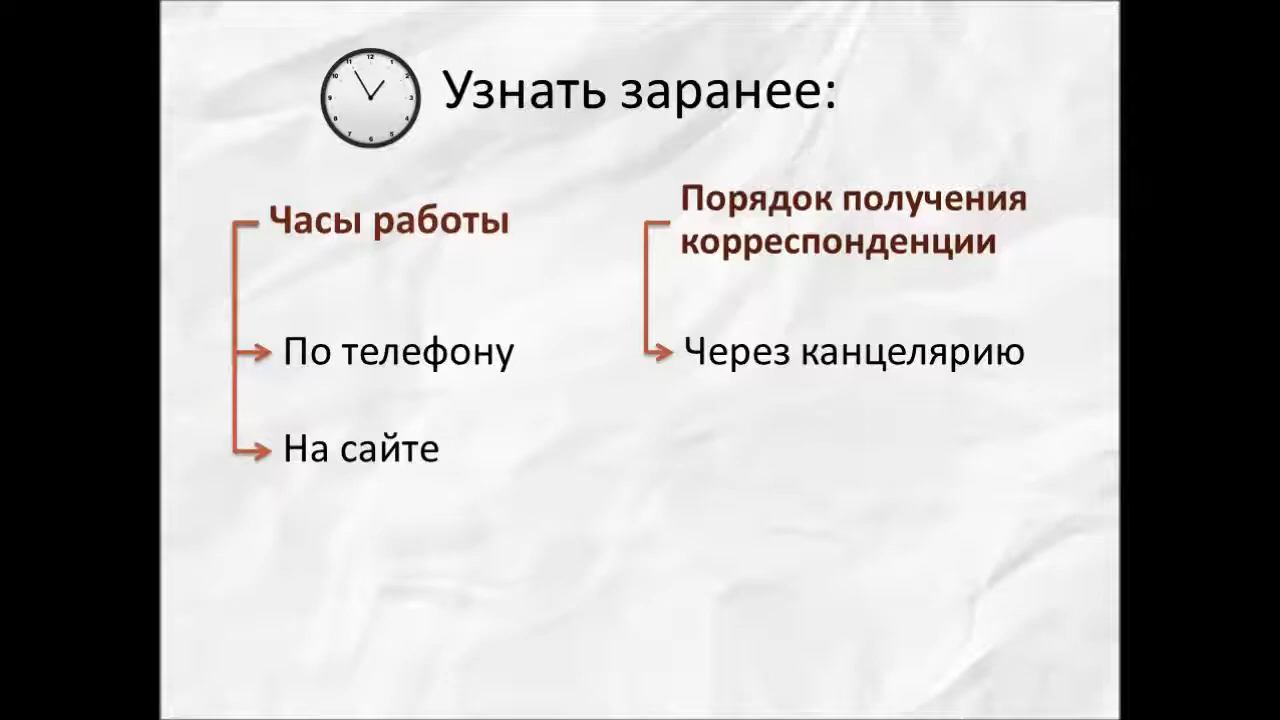 Узнать заранее:
Часы работы
По телефону
На сайте
Порядок получения
корреспонденции
Через канцелярию